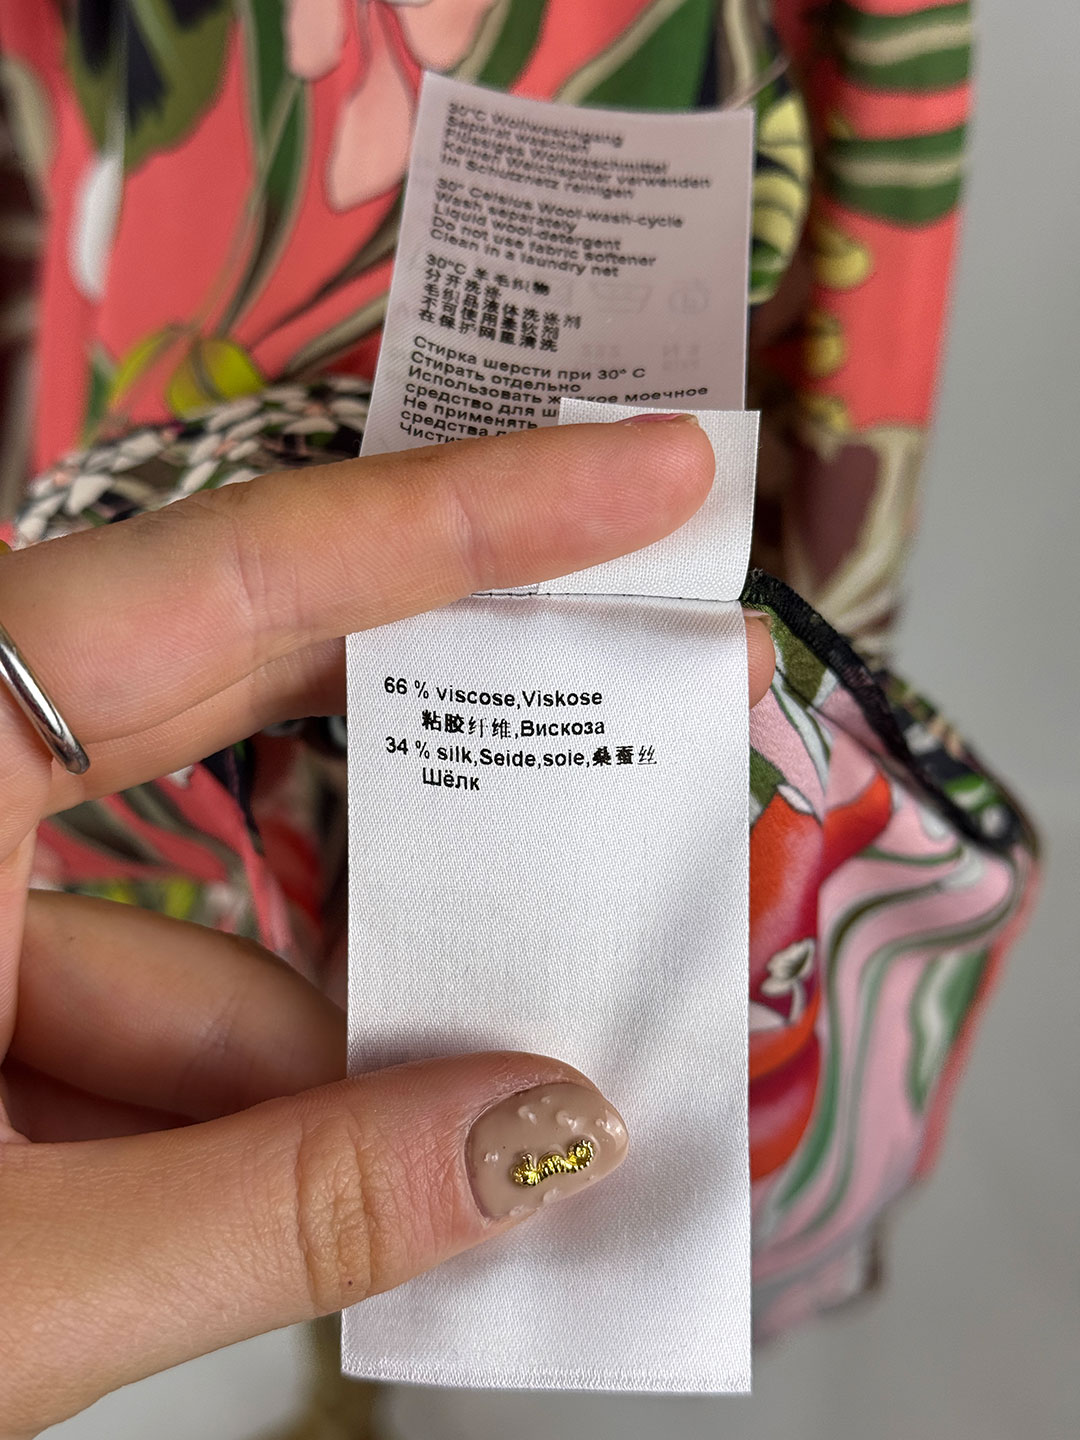 30°C Wollwaschgang
Separat waschen
Flüssiges Wollwaschmittel
Keinen Weichspüler verwenden
Im Schutznetz reinigen
30° Celsius Wool-wash-cycle
Wash separately
Liquid wool-detergent
Do not use fabric softener
Clean in a laundry net
30°C 羊毛织物
分开洗涤
毛织品液体洗涤剂
不可使用柔软剂
在保护网里清洗
Стирка шерсти при 30° C
Стирать отдельно
Использовать жидкое моечное
средство для
Не применять
средства
66 % viscose,Viskose
粘胶纤维,Вискоза
34 % silk,Seide,soie,桑蚕丝
Шёлк